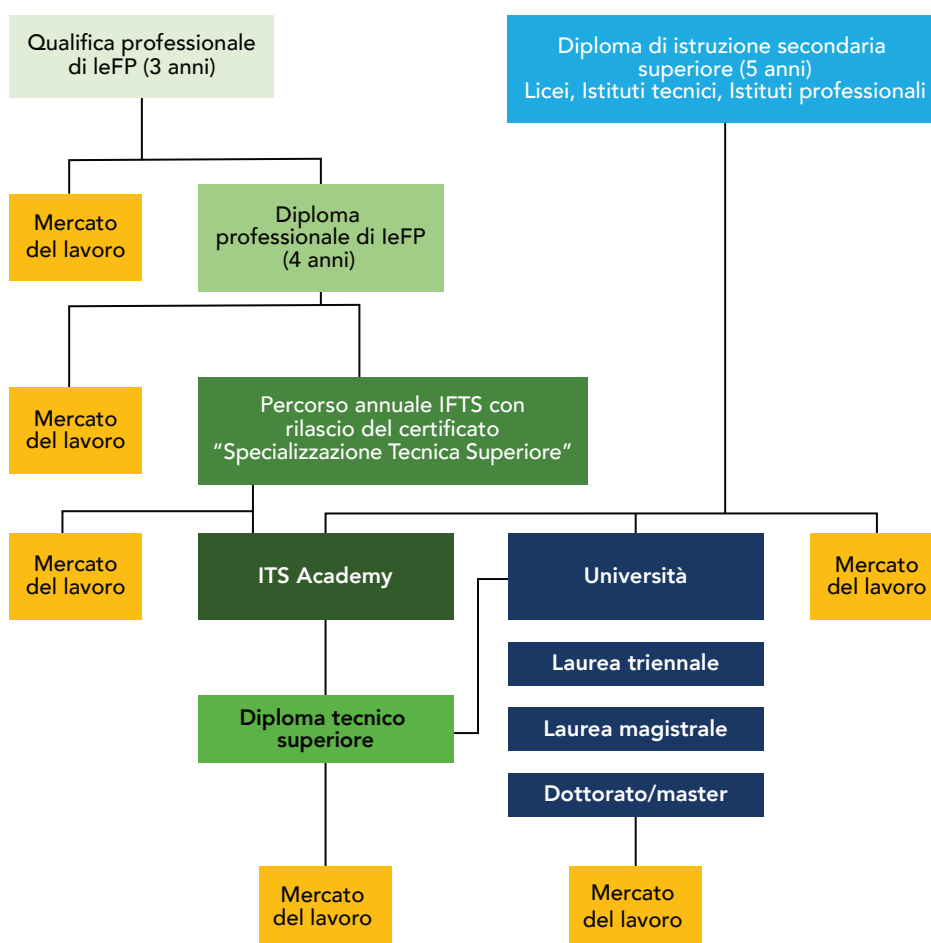 Qualifica professionale
di IeFP (3 anni)
Diploma di istruzione secondaria
superiore (5 anni)
Licei, Istituti tecnici, Istituti professionali
Mercato
del lavoro
Diploma
professionale di IeFP
(4 anni)
Mercato
del lavoro
Percorso annuale IFTS con
rilascio del certificato
“Specializzazione Tecnica Superiore”
Mercato
del lavoro
ITS Academy
Università
Mercato
del lavoro
Laurea triennale
Diploma tecnico
superiore
Laurea magistrale
Dottorato/master
Mercato
del lavoro
Mercato
del lavoro